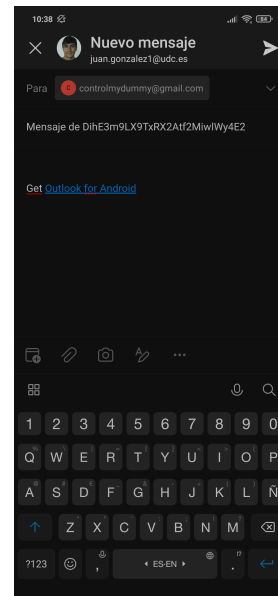 10:38
Nuevo mensaje
juan.gonzalez1@udc.es
Para
c controlmydummy@gmail.com
Mensaje de DihE3m9LX9TxRX2Atf2MiwlWy4E2
Get Outlook for Android
1 2 3 4 5 6 7 8 9 0
Q W E R T Y U I O P
A S D F G H J K L Ñ
Z X C V B N M
?123 , ES-EN .